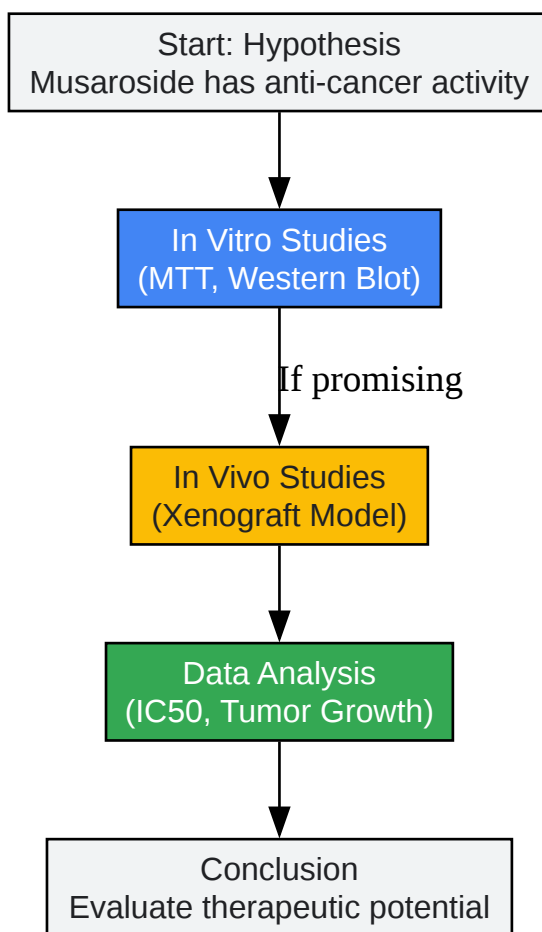 Start: Hypothesis
Musaroside has anti-cancer activity
In Vitro Studies
(MTT, Western Blot)
If promising
In Vivo Studies
(Xenograft Model)
Data Analysis
(IC50, Tumor Growth)
Conclusion
Evaluate therapeutic potential